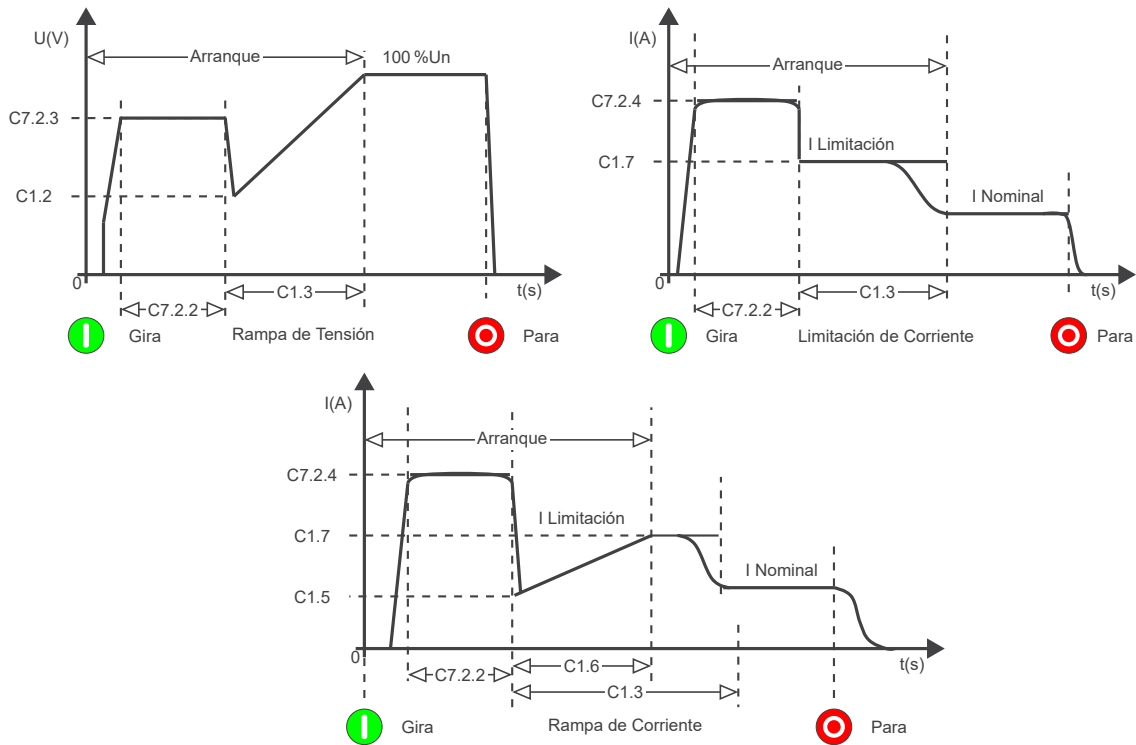 U(V)
Arranque
100 %Un
C7.2.3
C1.2
0
t(s)
C1.3
C7.2.2
Gira
Rampa de Tensión
Para
I(A)
Arranque
C7.2.4
I Limitación
C1.7
I Nominal
0
t(s)
C1.3
C7.2.2
Gira
Limitación de Corriente
Para
I(A)
Arranque
C7.2.4
I Limitación
C1.7
I Nominal
C1.5
0
t(s)
C1.6
C7.2.2
C1.3
Gira
Rampa de Corriente
Para